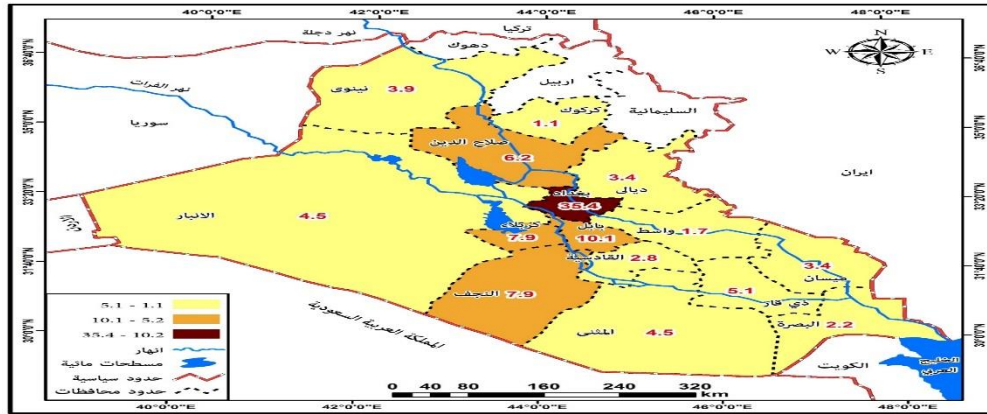 40°0'0"E 42°0'0"E 44°0'0"E 46°0'0"E 48°0'0"E
نهر دجلة
تركيا
دهوك
N
W E
S
نهر الفرات
نينوى 3.9
اربيل
السليمانية
كركوك
1.1
سوريا
صلاح الدين
6.2
ايران
3.4
ديالى
بغداد
35.4
الانبار
4.5
كربلاء
7.9
بابل
10.1
واسط 1.7
القادسية 2.8
3.4
ميسان
5.1
ذي قار
النجف 7.9
المثنى
4.5
البصرة 2.2
المملكة العربية السعودية
الكويت
الخليج
العربي
5.1 - 1.1
10.1 - 5.2
35.4 - 10.2
انهار
مسطحات مائية
حدود سياسية
حدود محافظات
0 40 80 160 240 320
km
40°0'0"E 42°0'0"E 44°0'0"E 46°0'0"E 48°0'0"E